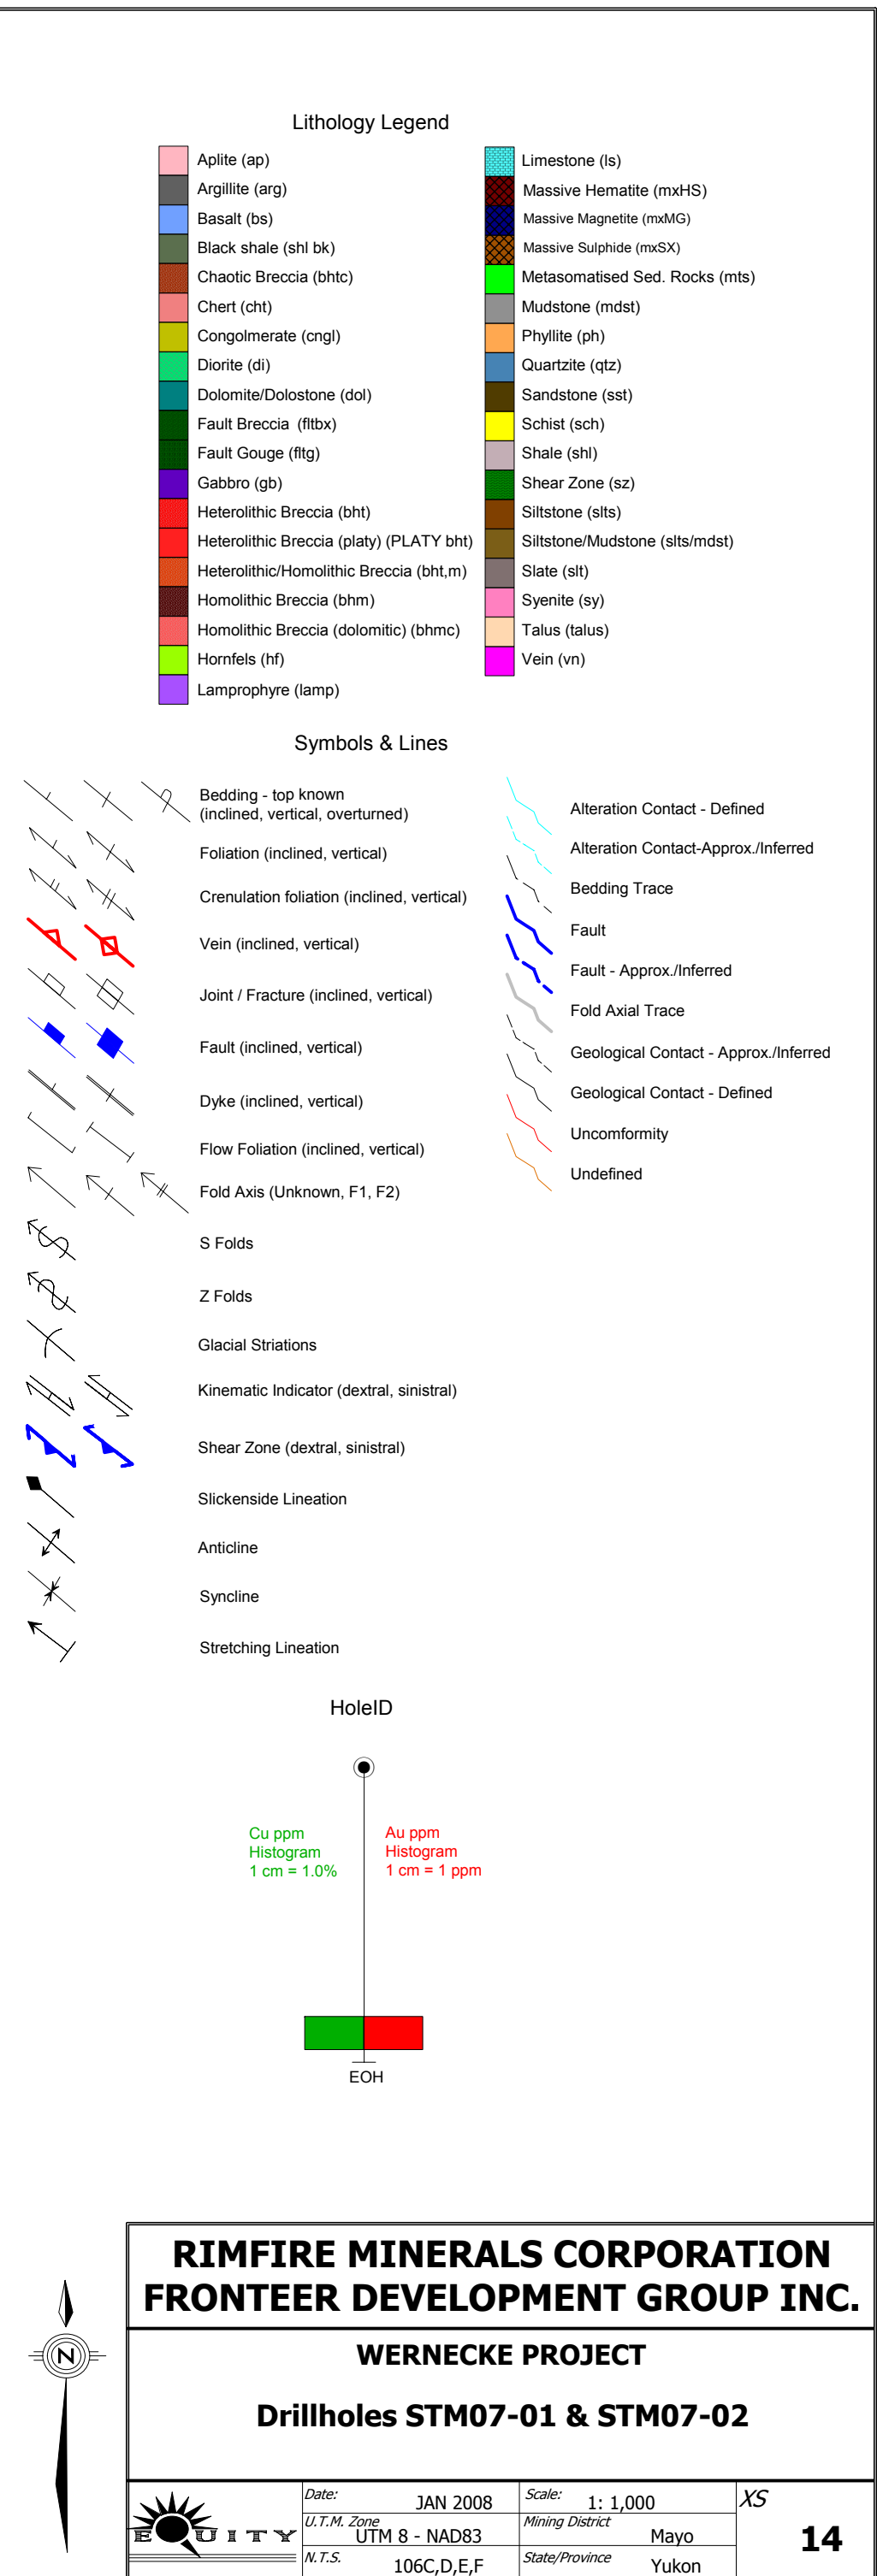 Lithology Legend
Aplite (ap)
Argillite (arg)
Basalt (bs)
Black shale (shl bk)
Chaotic Breccia (bhtc)
Chert (cht)
Congolmerate (cngl)
Diorite (di)
Dolomite/Dolostone (dol)
Fault Breccia (fltbx)
Fault Gouge (fltg)
Gabbro (gb)
Heterolithic Breccia (bht)
Heterolithic Breccia (platy) (PLATY bht)
Heterolithic/Homolithic Breccia (bht,m)
Homolithic Breccia (bhm)
Homolithic Breccia (dolomitic) (bhmc)
Hornfels (hf)
Lamprophyre (lamp)
Limestone (ls)
Massive Hematite (mxHS)
Massive Magnetite (mxMG)
Massive Sulphide (mxSX)
Metasomatised Sed. Rocks (mts)
Mudstone (mdst)
Phyllite (ph)
Quartzite (qtz)
Sandstone (sst)
Schist (sch)
Shale (shl)
Shear Zone (sz)
Siltstone (slts)
Siltstone/Mudstone (slts/mdst)
Slate (slt)
Syenite (sy)
Talus (talus)
Vein (vn)
Symbols & Lines
Bedding - top known
(inclined, vertical, overturned)
Foliation (inclined, vertical)
Crenulation foliation (inclined, vertical)
Vein (inclined, vertical)
Joint / Fracture (inclined, vertical)
Fault (inclined, vertical)
Dyke (inclined, vertical)
Flow Foliation (inclined, vertical)
Fold Axis (Unknown, F1, F2)
S Folds
Z Folds
Glacial Striations
Kinematic Indicator (dextral, sinistral)
Shear Zone (dextral, sinistral)
Slickenside Lineation
Anticline
Syncline
Stretching Lineation
Alteration Contact - Defined
Alteration Contact-Approx./Inferred
Bedding Trace
Fault
Fault - Approx./Inferred
Fold Axial Trace
Geological Contact - Approx./Inferred
Geological Contact - Defined
Uncomformity
Undefined
HoleID
Cu ppm
Histogram
1 cm = 1.0%
Au ppm
Histogram
1 cm = 1 ppm
EOH
RIMFIRE MINERALS CORPORATION
FRONTEER DEVELOPMENT GROUP INC.
WERNECKE PROJECT
Drillholes STM07-01 & STM07-02
N
EQUITY
Date: JAN 2008
Scale: 1: 1,000
U.T.M. Zone UTM 8 - NAD83
Mining District Mayo
N.T.S. 106C,D,E,F
State/Province Yukon
XS
14